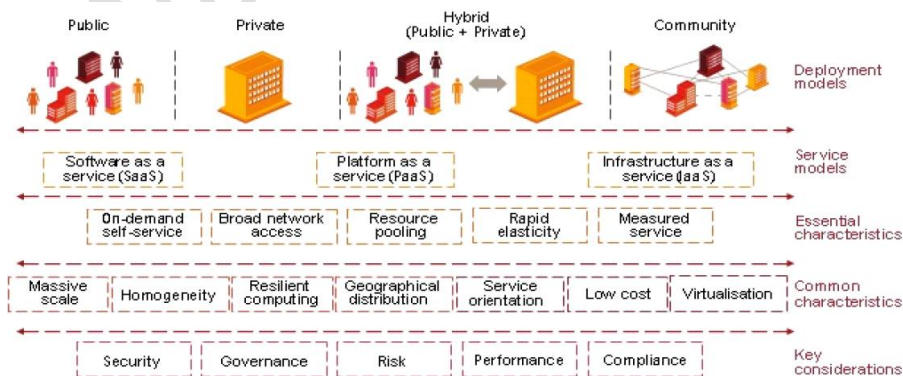 Public
Private
Hybrid
(Public + Private)
Community
Deployment
models
Software as a
service (SaaS)
Platform as a
service (PaaS)
Infrastructure as a
service (IaaS)
Service
models
On-demand
self-service
Broad network
access
Resource
pooling
Rapid
elasticity
Measured
service
Essential
characteristics
Massive
scale
Homogeneity
Resilient
computing
Geographical
distribution
Service
orientation
Low cost
Virtualisation
Common
characteristics
Security
Governance
Risk
Performance
Compliance
Key
considerations